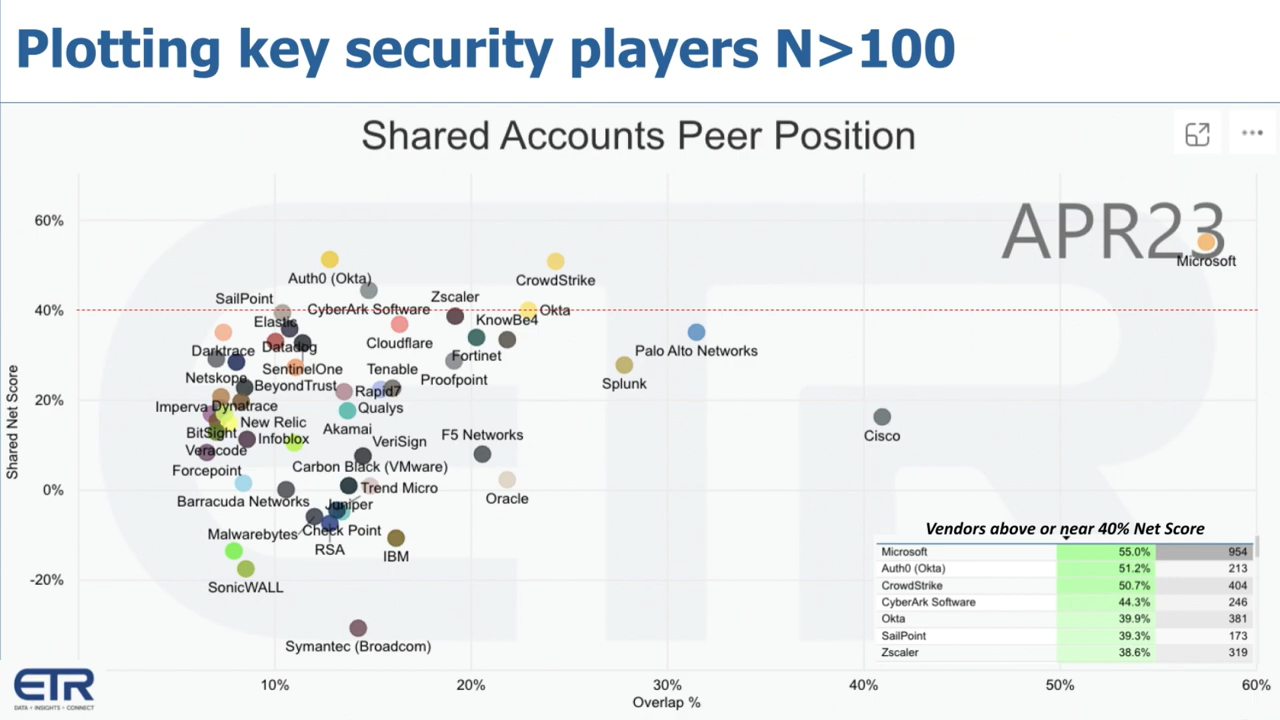 Plotting key security players N>100
Shared Accounts Peer Position
APR23
Shared Net Score
60%
40%
20%
0%
-20%
Microsoft
Auth0 (Okta)
CrowdStrike
SailPoint
CyberArk Software
Zscaler
Okta
Elastic
KnowBe4
Cloudflare
Darktrace
Datadog
Fortinet
Palo Alto Networks
SentinelOne
Tenable
Proofpoint
Netskope
BeyondTrust
Rapid7
Splunk
Imperva
Dynatrace
Qualys
New Relic
Akamai
BitSight
Infoblox
VeriSign
F5 Networks
Cisco
Veracode
Forcepoint
Carbon Black (VMware)
Trend Micro
Barracuda Networks
Juniper
Oracle
Malwarebytes
Check Point
RSA
IBM
SonicWALL
Symantec (Broadcom)
Vendors above or near 40% Net Score
Microsoft 55.0% 954
Auth0 (Okta) 51.2% 213
CrowdStrike 50.7% 404
CyberArk Software 44.3% 246
Okta 39.9% 381
SailPoint 39.3% 173
Zscaler 38.6% 319
10% 20% 30% 40% 50% 60%
Overlap %
ETR
DATA + INSIGHTS + CONNECT